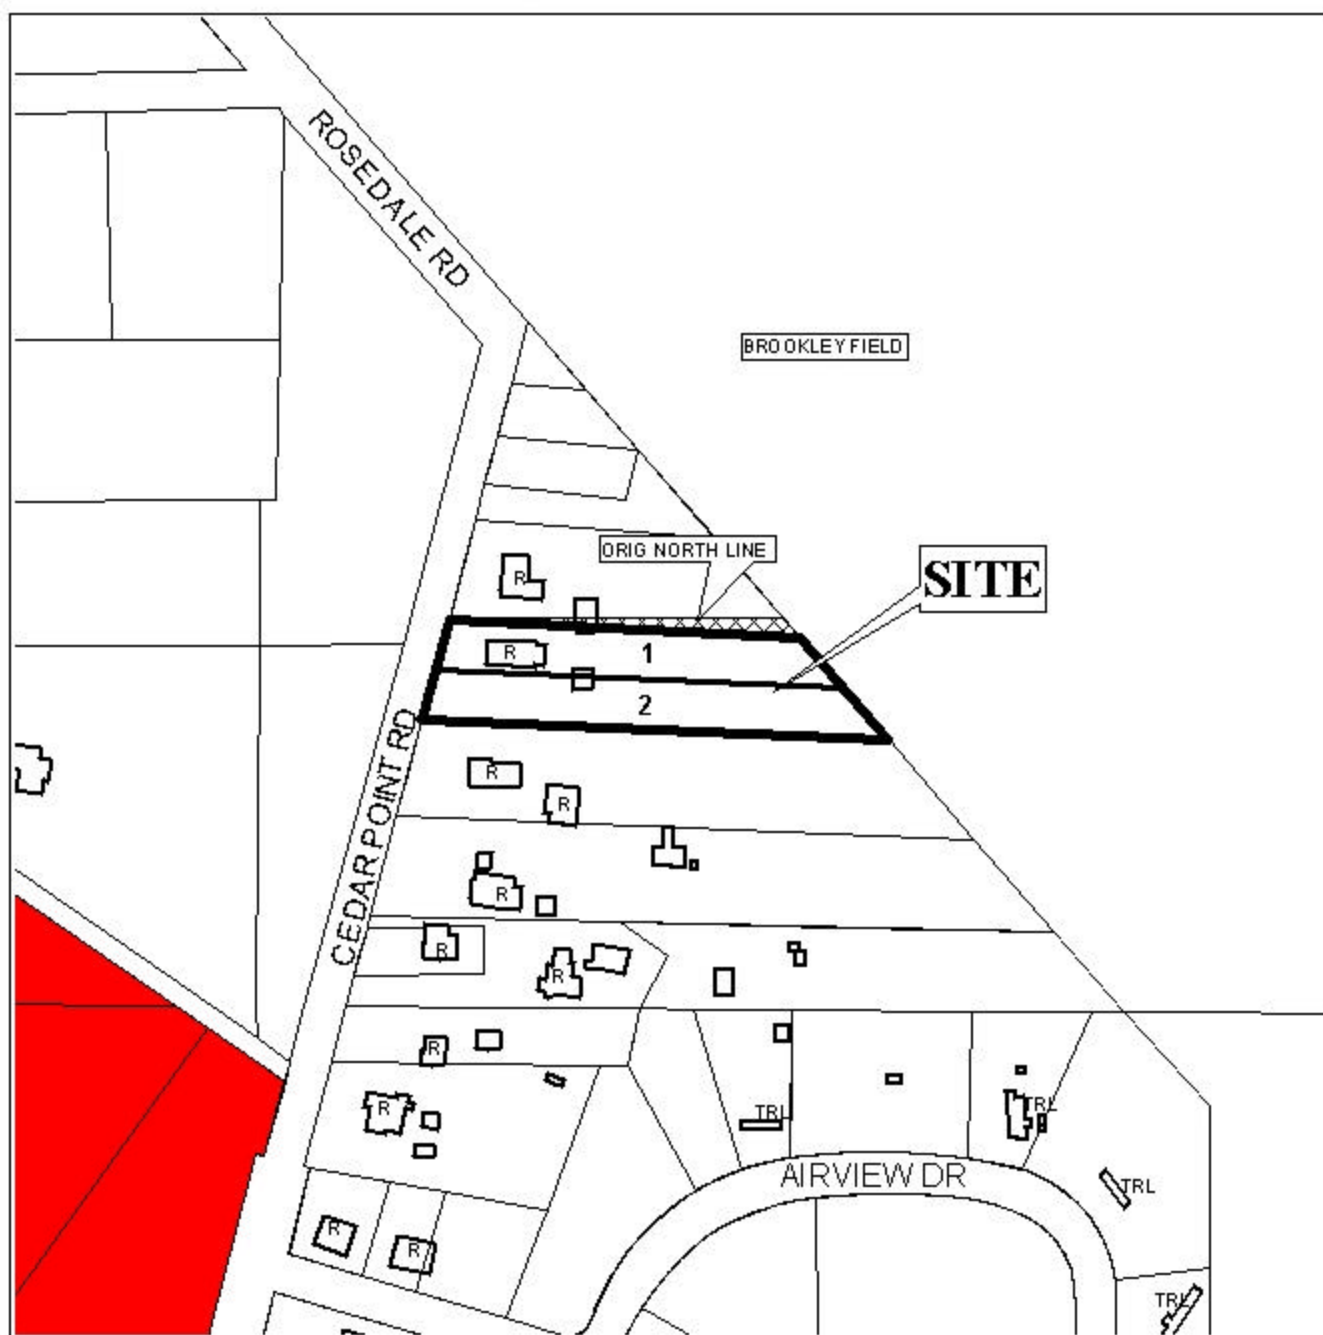 ROSEDALE RD
BROOKLEY FIELD
ORIG NORTH LINE
SITE
R
R
1
2
CEDAR POINT RD
R
R
R
R
R
R
R
TRL
TRL
AIRVIEW DR
TRL
R
R
TRL